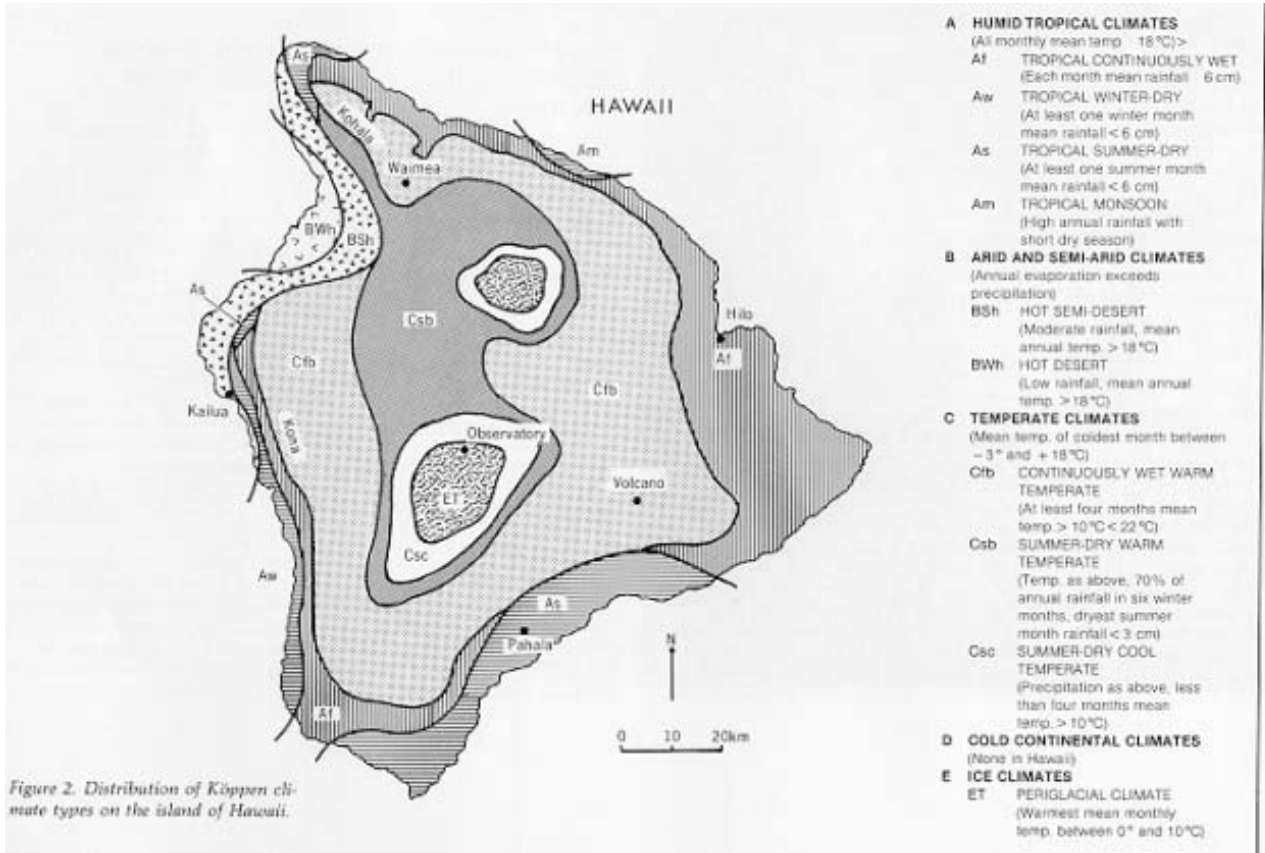 HAWAII
As
Kohala
Waimea
Am
BWh
BSh
As
Csb
Hilo
Af
Cfb
Cfb
Kailua
Kona
Observatory
Volcano
ET
Csc
Aw
As
Pahala
N
Af
0 10 20km
Figure 2. Distribution of Köppen cli-
mate types on the island of Hawaii.
A HUMID TROPICAL CLIMATES
(All monthly mean temp 18°C)>
Af TROPICAL CONTINUOUSLY WET
(Each month mean rainfall 6 cm)
Aw TROPICAL WINTER-DRY
(At least one winter month
mean rainfall < 6 cm)
As TROPICAL SUMMER-DRY
(At least one summer month
mean rainfall < 6 cm)
Am TROPICAL MONSOON
(High annual rainfall with
short dry season)
B ARID AND SEMI-ARID CLIMATES
(Annual evaporation exceeds
precipitation)
BSh HOT SEMI-DESERT
(Moderate rainfall, mean
annual temp. > 18°C)
BWh HOT DESERT
(Low rainfall, mean annual
temp. > 18°C)
C TEMPERATE CLIMATES
(Mean temp. of coldest month between
− 3° and + 18°C)
Cfb CONTINUOUSLY WET WARM
TEMPERATE
(At least four months mean
temp. > 10°C < 22°C)
Csb SUMMER-DRY WARM
TEMPERATE
(Temp. as above, 70% of
annual rainfall in six winter
months, dryest summer
month rainfall < 3 cm)
Csc SUMMER-DRY COOL
TEMPERATE
(Precipitation as above, less
than four months mean
temp. > 10°C)
D COLD CONTINENTAL CLIMATES
(None in Hawaii)
E ICE CLIMATES
ET PERIGLACIAL CLIMATE
(Warmest mean monthly
temp. between 0° and 10°C)